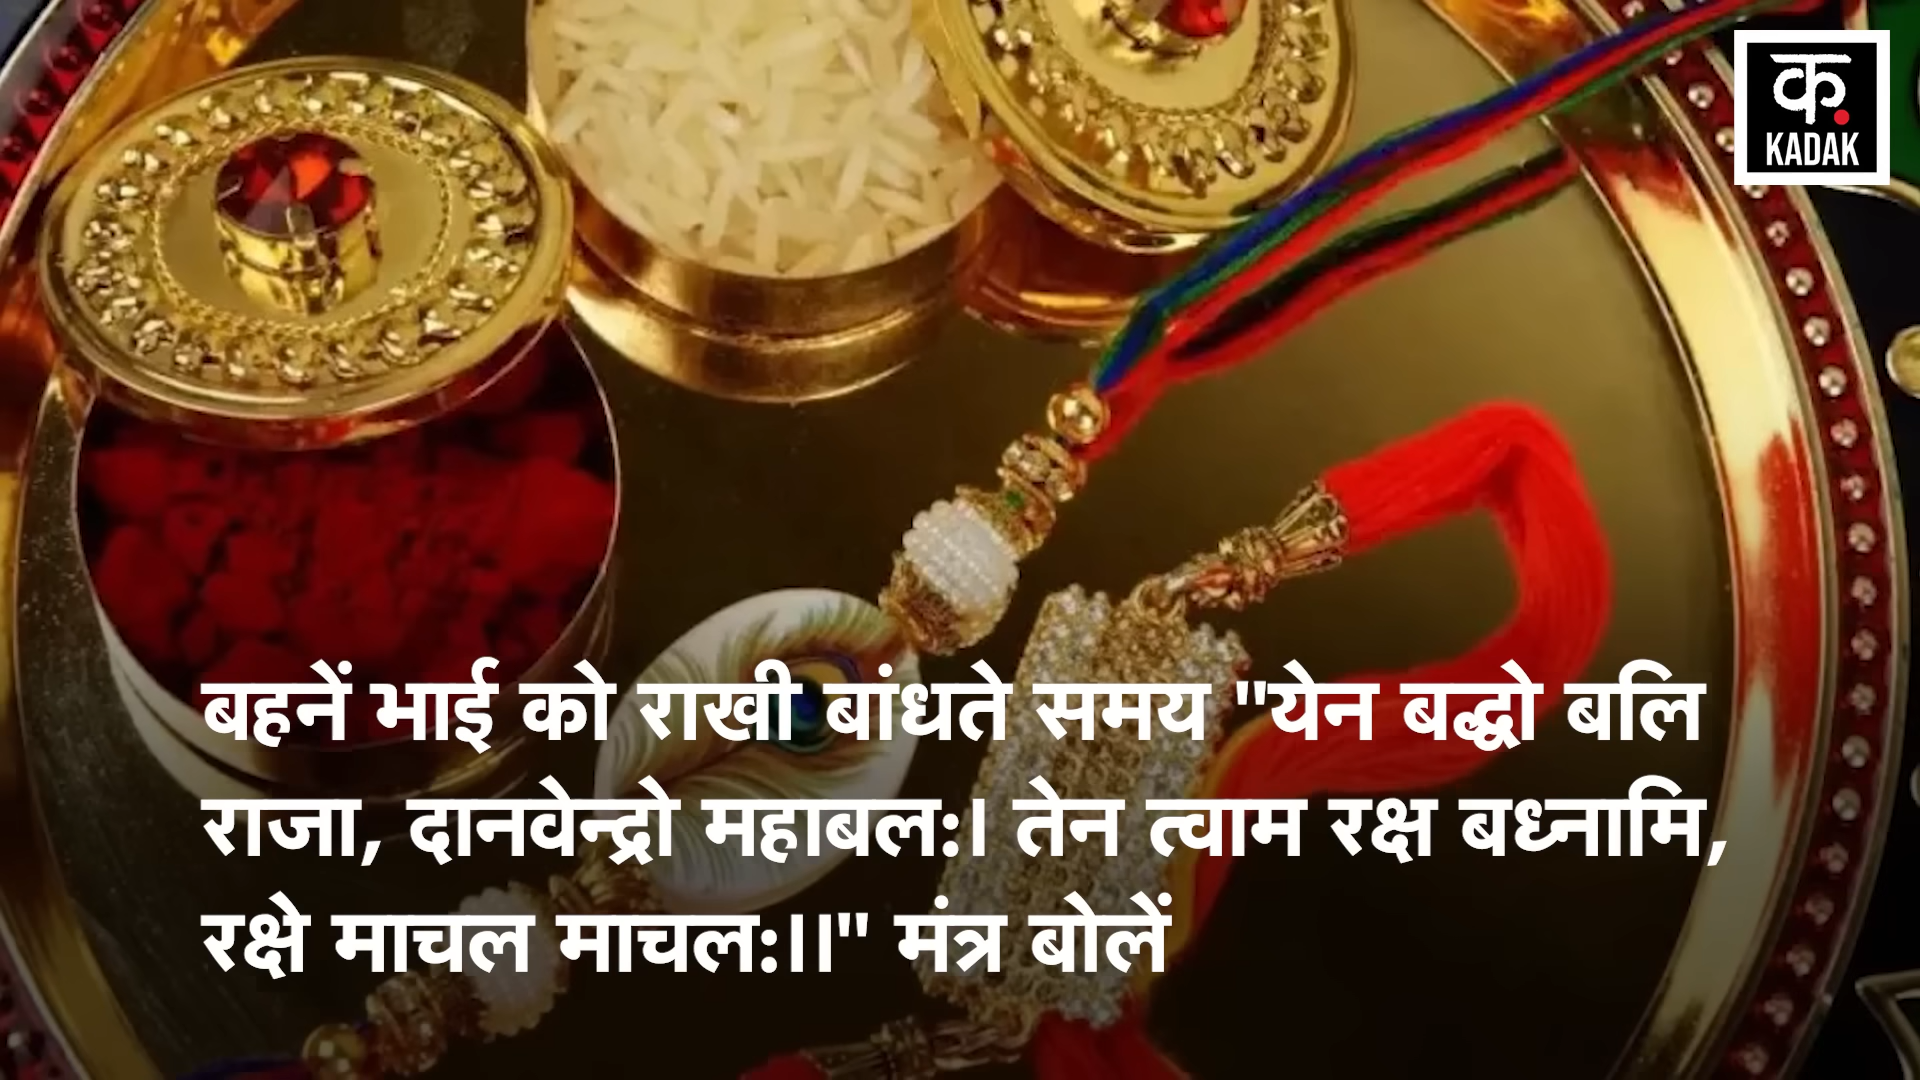 क
KADAK
बहनें भाई को राखी बांधते समय "येन बद्धो बलि
राजा, दानवेन्द्रो महाबल:। तेन त्वाम रक्ष बध्नामि,
रक्षे माचल माचल:।।" मंत्र बोलें